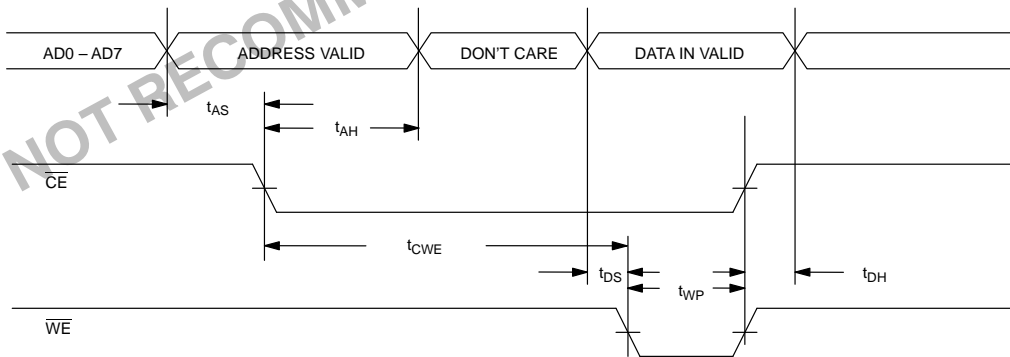 NOT RECOMM
AD0 – AD7 ADDRESS VALID DON'T CARE DATA IN VALID
tAS
tAH
CE
tCWE
tDS tDH
tWP
WE